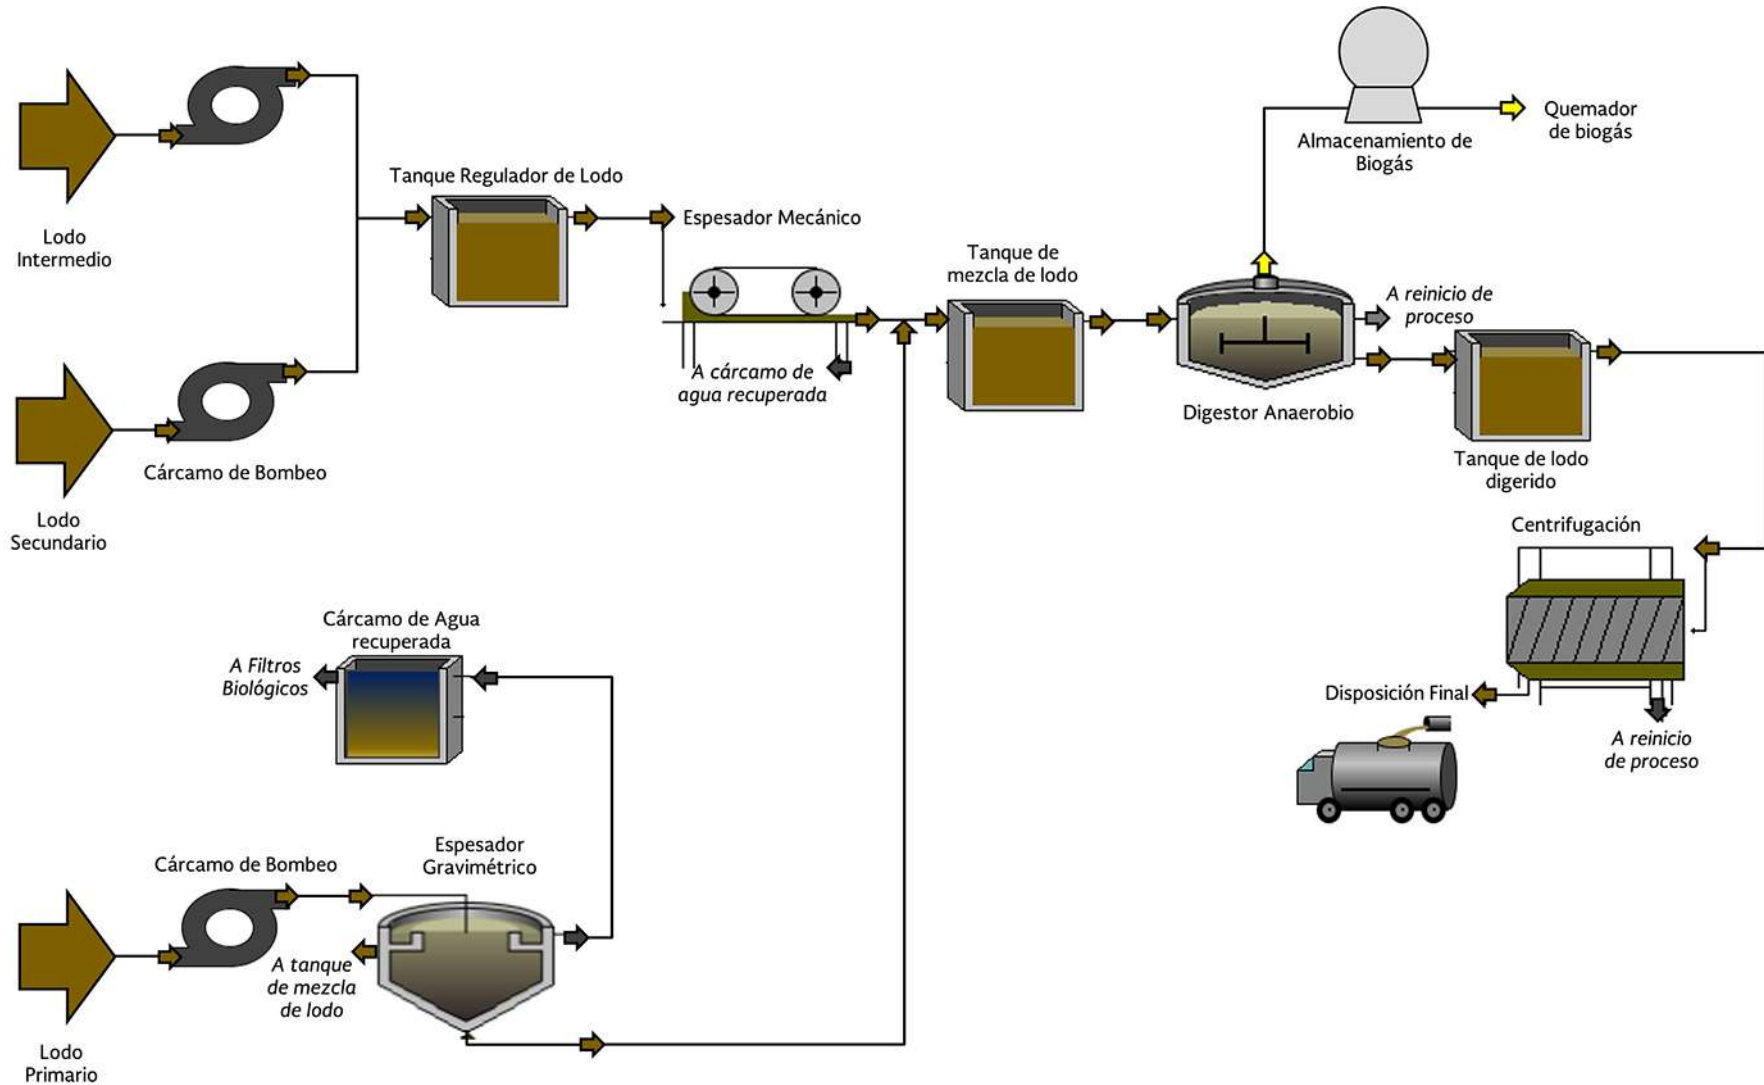 Lodo
Intermedio
Tanque Regulador de Lodo
Espesador Mecánico
A cárcamo de
agua recuperada
Tanque de
mezcla de lodo
Almacenamiento de
Biogás
Quemador
de biogás
A reinicio de
proceso
Digestor Anaerobio
Tanque de lodo
digerido
Cárcamo de Bombeo
Lodo
Secundario
Centrifugación
Disposición Final
A reinicio
de proceso
Cárcamo de Agua
recuperada
A Filtros
Biológicos
Cárcamo de Bombeo
Espesador
Gravimétrico
A tanque
de mezcla
de lodo
Lodo
Primario